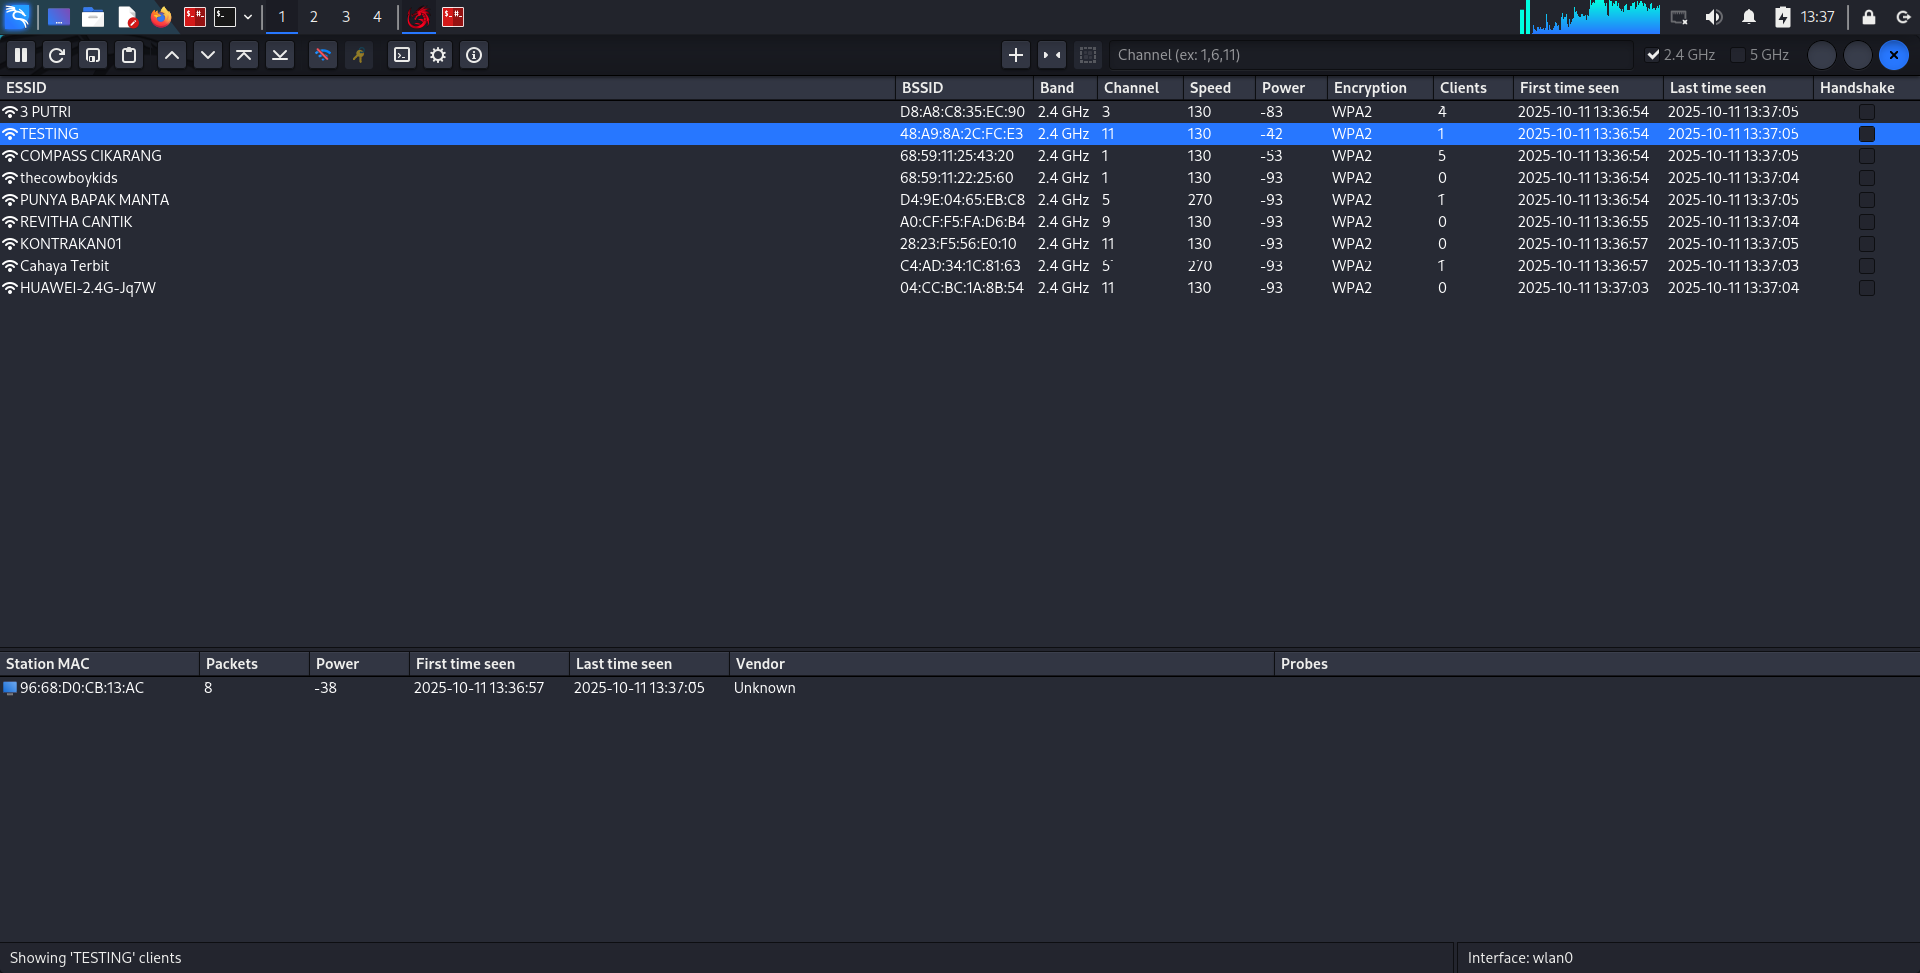 1 2 3 4 13:37
Channel (ex: 1,6,11) 2.4 GHz 5 GHz
ESSID BSSID Band Channel Speed Power Encryption Clients First time seen Last time seen Handshake
3 PUTRI D8:A8:C8:35:EC:90 2.4 GHz 3 130 -83 WPA2 4 2025-10-11 13:36:54 2025-10-11 13:37:05
TESTING 48:A9:8A:2C:FC:E3 2.4 GHz 11 130 -42 WPA2 1 2025-10-11 13:36:54 2025-10-11 13:37:05
COMPASS CIKARANG 68:59:11:25:43:20 2.4 GHz 1 130 -53 WPA2 5 2025-10-11 13:36:54 2025-10-11 13:37:05
thecowboykids 68:59:11:22:25:60 2.4 GHz 1 130 -93 WPA2 0 2025-10-11 13:36:54 2025-10-11 13:37:04
PUNYA BAPAK MANTA D4:9E:04:65:EB:C8 2.4 GHz 5 270 -93 WPA2 1 2025-10-11 13:36:54 2025-10-11 13:37:05
REVITHA CANTIK A0:CF:F5:FA:D6:B4 2.4 GHz 9 130 -93 WPA2 0 2025-10-11 13:36:55 2025-10-11 13:37:04
KONTRAKAN01 28:23:F5:56:E0:10 2.4 GHz 11 130 -93 WPA2 0 2025-10-11 13:36:57 2025-10-11 13:37:05
Cahaya Terbit C4:AD:34:1C:81:63 2.4 GHz 5 270 -93 WPA2 1 2025-10-11 13:36:57 2025-10-11 13:37:03
HUAWEI-2.4G-Jq7W 04:CC:BC:1A:8B:54 2.4 GHz 11 130 -93 WPA2 0 2025-10-11 13:37:03 2025-10-11 13:37:04
Station MAC Packets Power First time seen Last time seen Vendor Probes
96:68:D0:CB:13:AC 8 -38 2025-10-11 13:36:57 2025-10-11 13:37:05 Unknown
Showing 'TESTING' clients Interface: wlan0